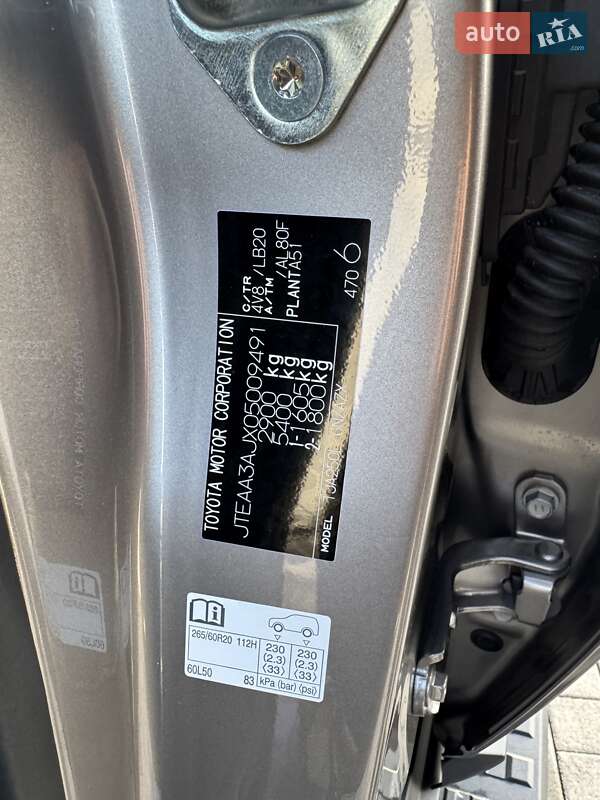 auto RIA.com
TOYOTA MOTOR CORPORATION
JTEAA3AJX05009491
2900 kg
5400 kg
1-1605kg
2-1800kg
MODEL
C/TR
4V8 /LB20
A/TM /AL80F
PLANTA51
470 6
265/60R20 112H
230 230
(2.3) (2.3)
⟨33⟩ ⟨33⟩
60L50 83 kPa (bar) ⟨psi⟩